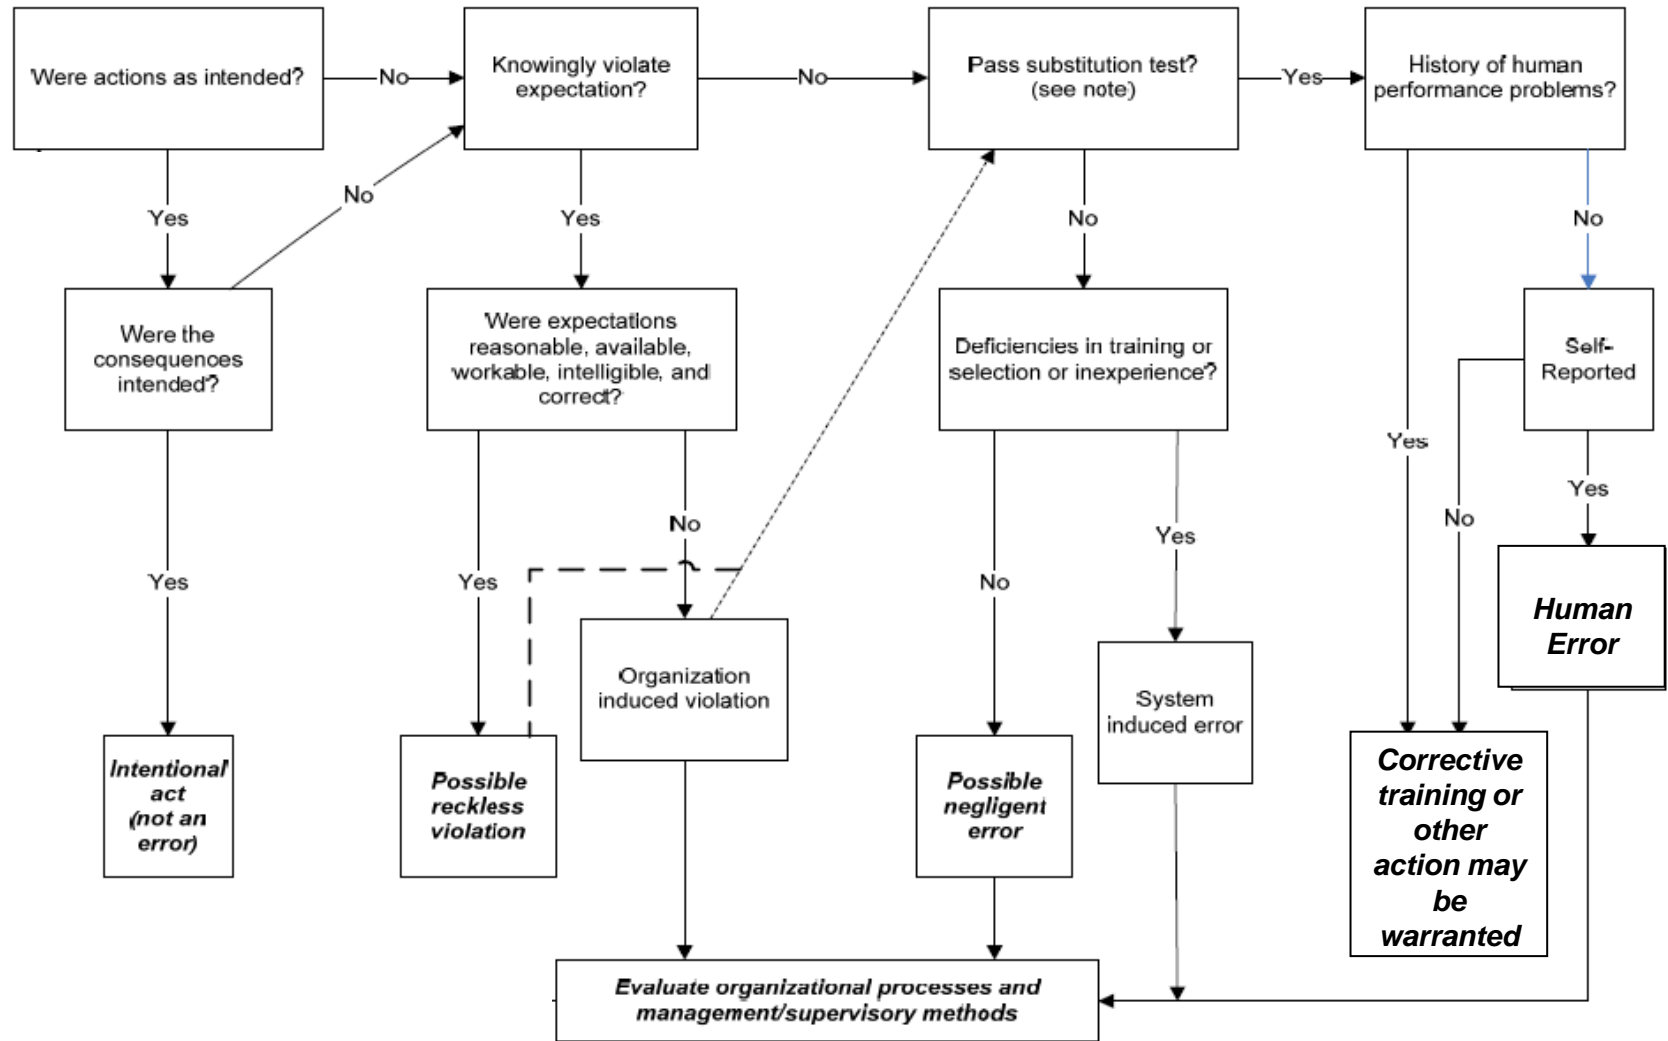 Were actions as intended?
No
Knowingly violate
expectation?
No
Pass substitution test?
(see note)
Yes
History of human
performance problems?
Yes
No
Yes
No
No
Were the
consequences
intended?
Were expectations
reasonable, available,
workable, intelligible, and
correct?
Deficiencies in training or
selection or inexperience?
Self-
Reported
Yes
Yes
No
No
Yes
Yes
No
Yes
Intentional
act
(not an
error)
Possible
reckless
violation
Organization
induced violation
Possible
negligent
error
System
induced error
Human
Error
Corrective
training or
other
action may
be
warranted
Evaluate organizational processes and
management/supervisory methods